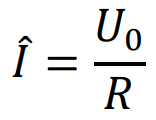 Î = U₀/R